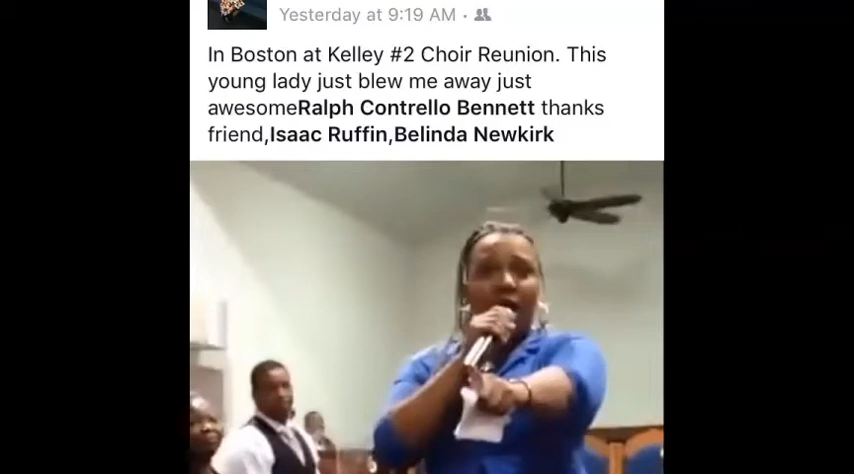 Yesterday at 9:19 AM ·
In Boston at Kelley #2 Choir Reunion. This
young lady just blew me away just
awesomeRalph Contrello Bennett thanks
friend,Isaac Ruffin,Belinda Newkirk